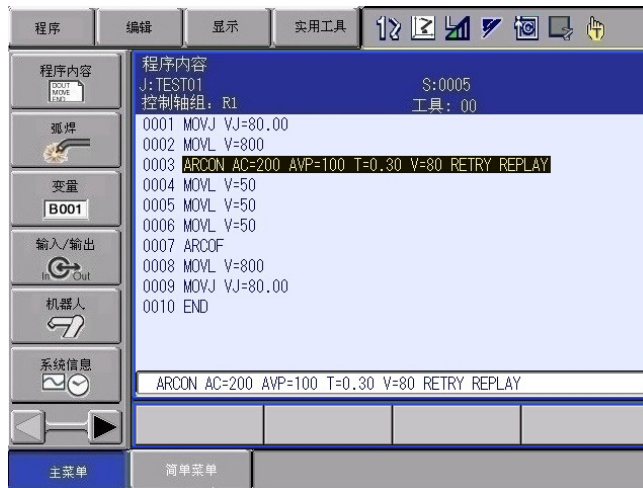 程序
编辑
显示
实用工具
程序内容
DOUT
MOVE
END
弧焊
变量
B001
输入/输出
In Out
机器人
系统信息
程序内容
J:TEST01 S:0005
控制轴组: R1 工具: 00
0001 MOVJ VJ=80.00
0002 MOVL V=800
0003 ARCON AC=200 AVP=100 T=0.30 V=80 RETRY REPLAY
0004 MOVL V=50
0005 MOVL V=50
0006 MOVL V=50
0007 ARCOF
0008 MOVL V=800
0009 MOVJ VJ=80.00
0010 END
ARCON AC=200 AVP=100 T=0.30 V=80 RETRY REPLAY
主菜单
简单菜单